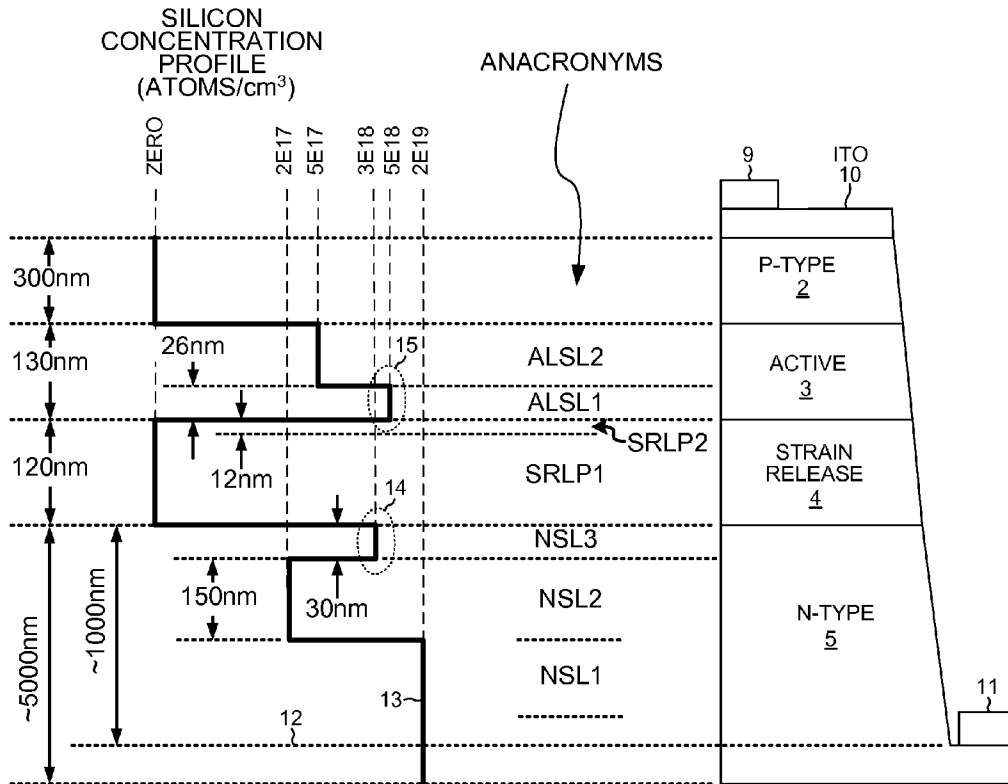 SILICON
CONCENTRATION
PROFILE
(ATOMS/cm³)
ANACRONYMS
ZERO
2E17
5E17
3E18
5E18
2E19
9
ITO
10
300nm
P-TYPE
2
130nm
26nm
15
ALSL2
ACTIVE
3
ALSL1
SRLP2
120nm
12nm
SRLP1
STRAIN
RELEASE
4
14
NSL3
150nm
30nm
NSL2
N-TYPE
5
~1000nm
~5000nm
NSL1
13
12
11